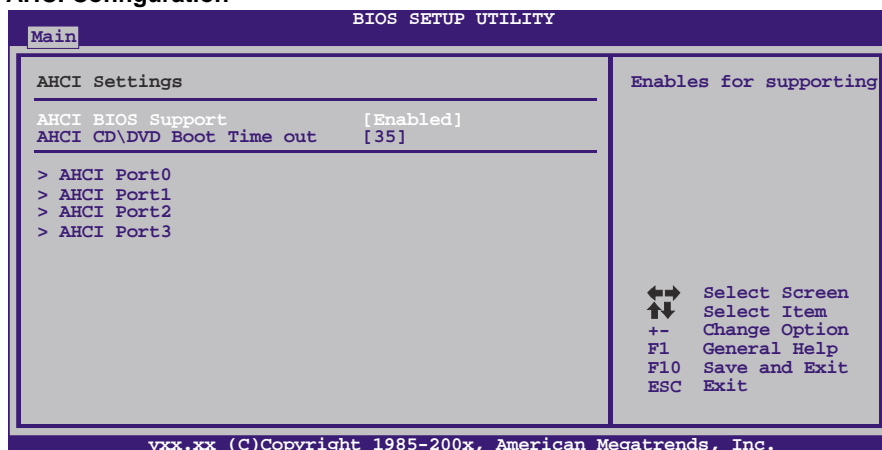 AHCI Configuration
BIOS SETUP UTILITY
Main
AHCI Settings
AHCI BIOS Support [Enabled]
AHCI CD\DVD Boot Time out [35]
> AHCI Port0
> AHCI Port1
> AHCI Port2
> AHCI Port3
Enables for supporting
Select Screen
Select Item
+- Change Option
F1 General Help
F10 Save and Exit
ESC Exit
vxx.xx (C)Copyright 1985-200x, American Megatrends, Inc.